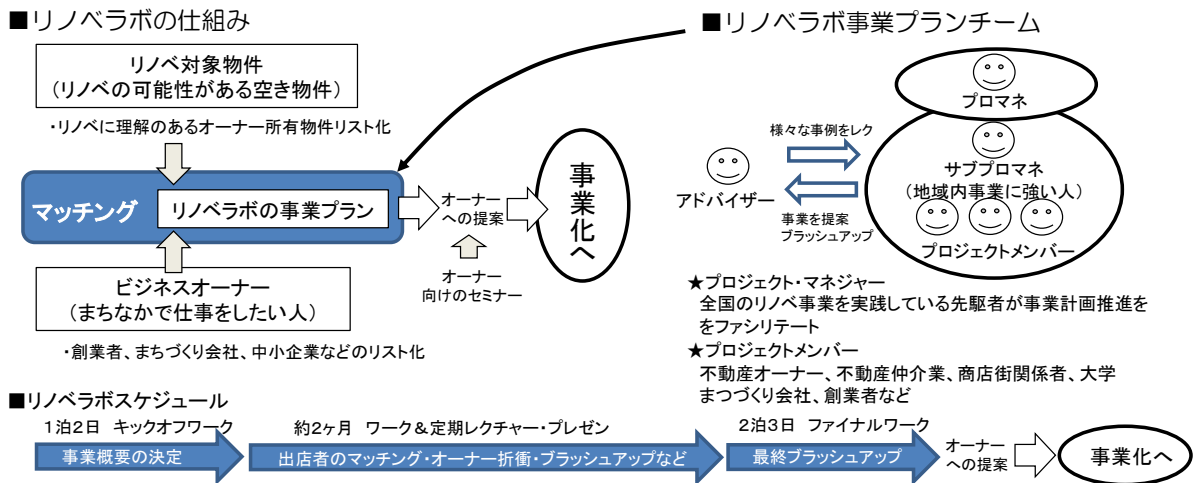 ■リノベラボの仕組み
リノベ対象物件
（リノベの可能性がある空き物件）
・リノベに理解のあるオーナー所有物件リスト化
マッチング
リノベラボの事業プラン
オーナー
への提案
事業化へ
オーナー
向けのセミナー
ビジネスオーナー
（まちなかで仕事をしたい人）
・創業者、まちづくり会社、中小企業などのリスト化
■リノベラボ事業プランチーム
プロマネ
様々な事例をレク
アドバイザー
事業を提案
ブラッシュアップ
サブプロマネ
（地域内事業に強い人）
プロジェクトメンバー
★プロジェクト・マネジャー
全国のリノベ事業を実践している先駆者が事業計画推進を
をファシリテート
★プロジェクトメンバー
不動産オーナー、不動産仲介業、商店街関係者、大学
まつづくり会社、創業者など
■リノベラボスケジュール
１泊２日　キックオフワーク
事業概要の決定
約２ヶ月　ワーク＆定期レクチャー・プレゼン
出店者のマッチング・オーナー折衝・ブラッシュアップなど
２泊３日　ファイナルワーク
最終ブラッシュアップ
オーナー
への提案
事業化へ